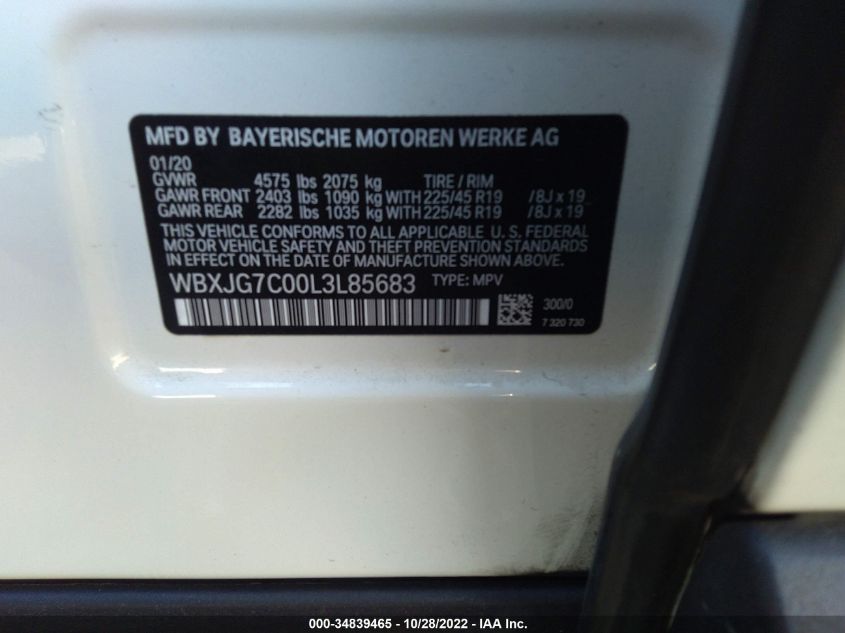 MFD BY BAYERISCHE MOTOREN WERKE AG
01/20
GVWR 4575 lbs 2075 kg TIRE / RIM
GAWR FRONT 2403 lbs 1090 kg WITH 225/45 R19 /8J x 19
GAWR REAR 2282 lbs 1035 kg WITH 225/45 R19 /8J x 19
THIS VEHICLE CONFORMS TO ALL APPLICABLE U. S. FEDERAL
MOTOR VEHICLE SAFETY AND THEFT PREVENTION STANDARDS
IN EFFECT ON THE DATE OF MANUFACTURE SHOWN ABOVE.
WBXJG7C00L3L85683 TYPE: MPV
300/0
7 320 730
000-34839465 - 10/28/2022 - IAA Inc.